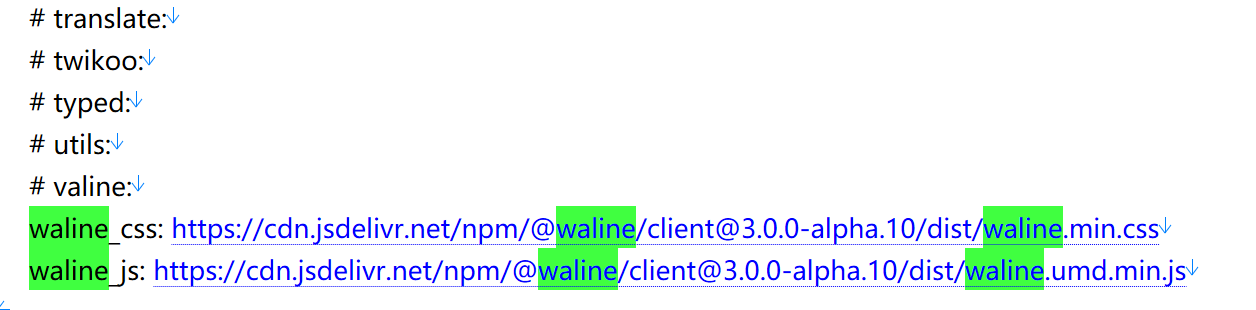 # translate:
# twikoo:
# typed:
# utils:
# valine:
waline_css: https://cdn.jsdelivr.net/npm/@waline/client@3.0.0-alpha.10/dist/waline.min.css
waline_js: https://cdn.jsdelivr.net/npm/@waline/client@3.0.0-alpha.10/dist/waline.umd.min.js